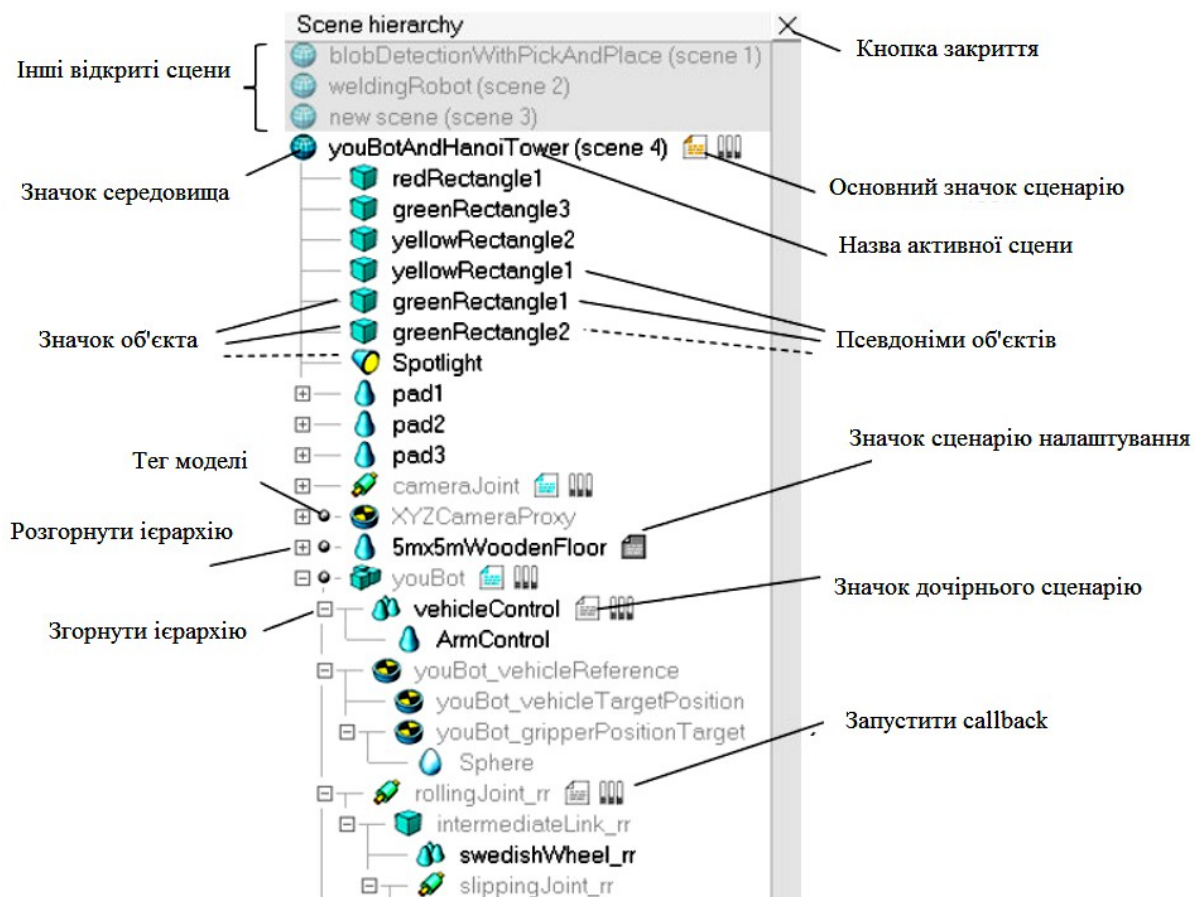 Scene hierarchy
Кнопка закриття
blobDetectionWithPickAndPlace (scene 1)
Інші відкриті сцени
weldingRobot (scene 2)
new scene (scene 3)
youBotAndHanoiTower (scene 4)
redRectangle1
Значок середовища
Основний значок сценарію
greenRectangle3
yellowRectangle2
Назва активної сцени
yellowRectangle1
greenRectangle1
Значок об'єкта
greenRectangle2
Псевдоніми об'єктів
Spotlight
pad1
pad2
Значок сценарію налаштування
pad3
Тег моделі
cameraJoint
XYZCameraProxy
Розгорнути ієрархію
5mx5mWoodenFloor
youBot
Значок дочірнього сценарію
vehicleControl
Згорнути ієрархію
ArmControl
youBot_vehicleReference
youBot_vehicleTargetPosition
Запустити callback
youBot_gripperPositionTarget
Sphere
rollingJoint_rr
intermediateLink_rr
swedishWheel_rr
slippingJoint_rr